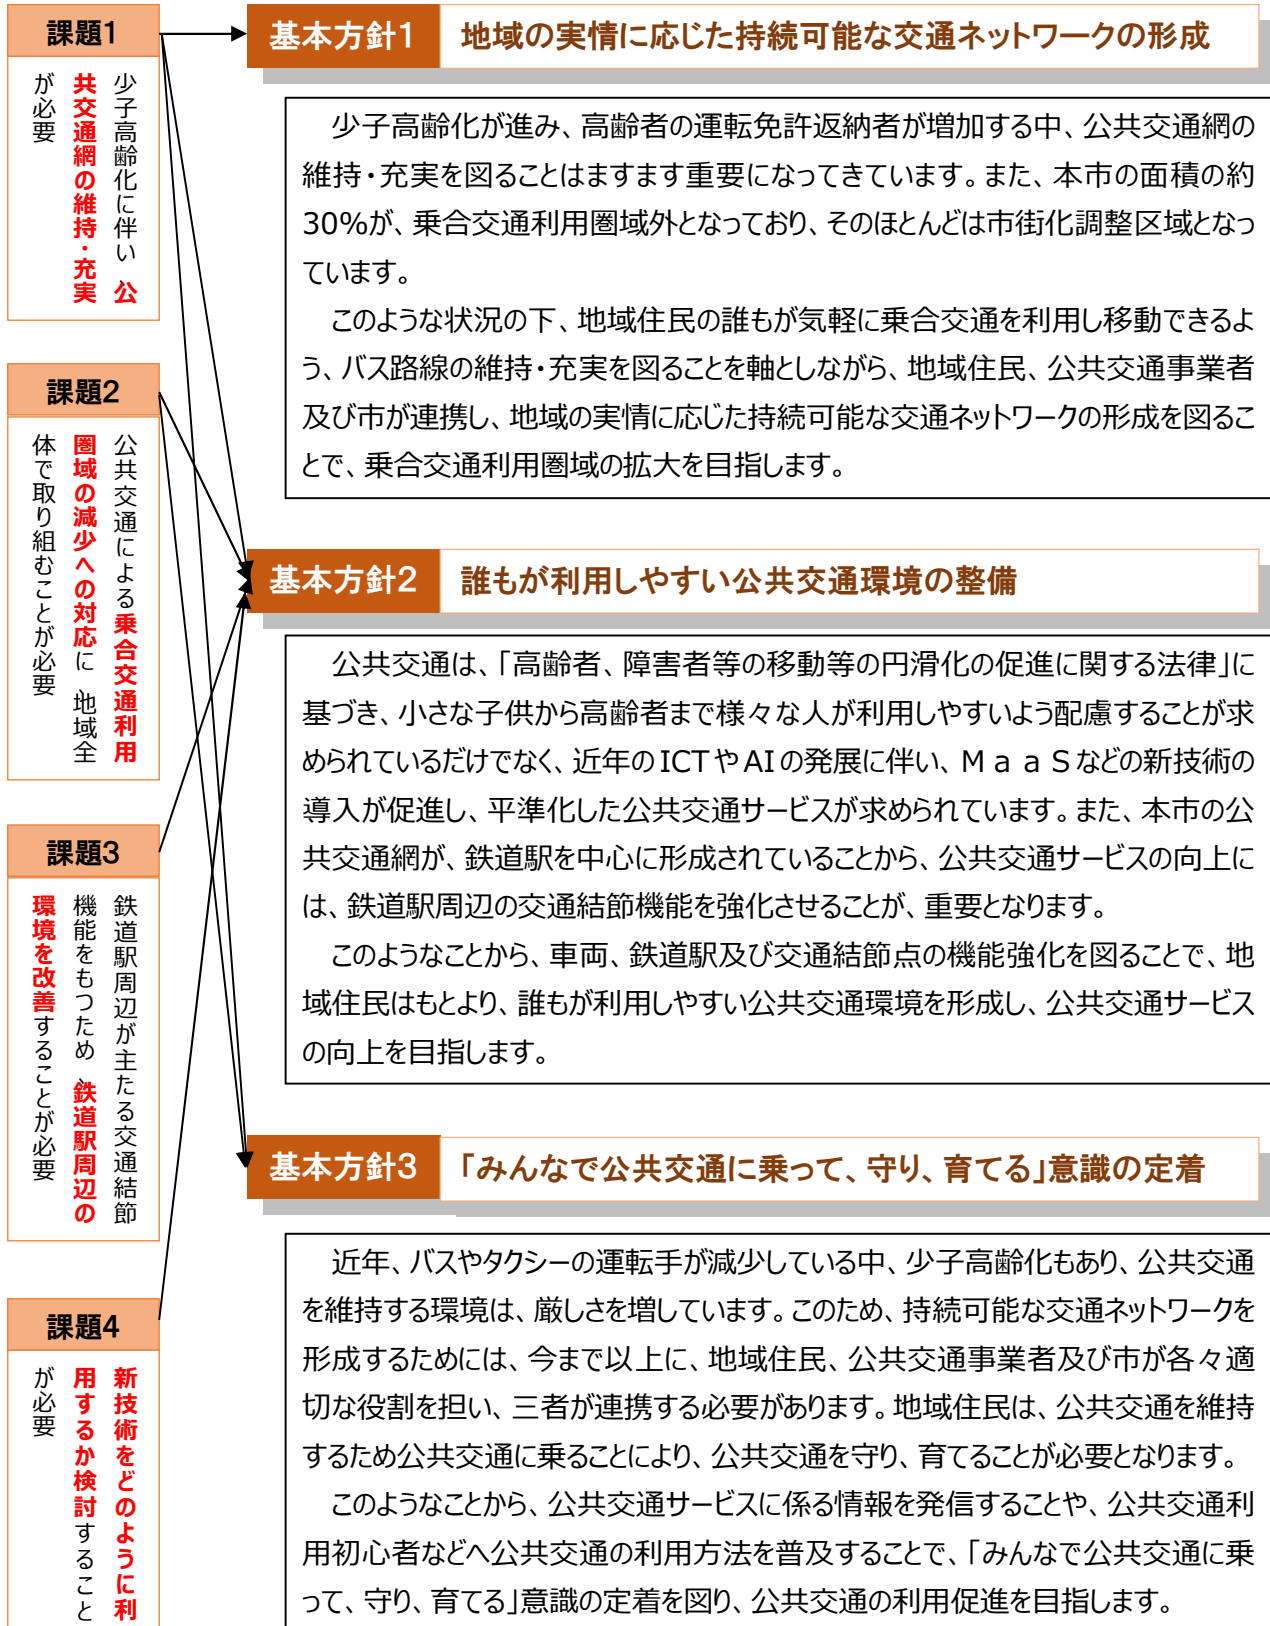 課題1
少子高齢化に伴い、公
共交通網の維持・充実
が必要
課題2
公共交通による乗合交通利用
圏域の減少への対応に、地域全
体で取り組むことが必要
課題3
鉄道駅周辺が主たる交通結節
機能をもつため、鉄道駅周辺の
環境を改善することが必要
課題4
新技術をどのように利
用するか検討すること
が必要
基本方針1 地域の実情に応じた持続可能な交通ネットワークの形成
少子高齢化が進み、高齢者の運転免許返納者が増加する中、公共交通網の
維持・充実を図ることはますます重要になってきています。また、本市の面積の約
30%が、乗合交通利用圏域外となっており、そのほとんどは市街化調整区域となっ
ています。
このような状況の下、地域住民の誰もが気軽に乗合交通を利用し移動できるよ
う、バス路線の維持・充実を図ることを軸としながら、地域住民、公共交通事業者
及び市が連携し、地域の実情に応じた持続可能な交通ネットワークの形成を図るこ
とで、乗合交通利用圏域の拡大を目指します。
基本方針2 誰もが利用しやすい公共交通環境の整備
公共交通は、「高齢者、障害者等の移動等の円滑化の促進に関する法律」に
基づき、小さな子供から高齢者まで様々な人が利用しやすいよう配慮することが求
められているだけでなく、近年のICTやAIの発展に伴い、MaaSなどの新技術の
導入が促進し、平準化した公共交通サービスが求められています。また、本市の公
共交通網が、鉄道駅を中心に形成されていることから、公共交通サービスの向上に
は、鉄道駅周辺の交通結節機能を強化させることが、重要となります。
このようなことから、車両、鉄道駅及び交通結節点の機能強化を図ることで、地
域住民はもとより、誰もが利用しやすい公共交通環境を形成し、公共交通サービス
の向上を目指します。
基本方針3 「みんなで公共交通に乗って、守り、育てる」意識の定着
近年、バスやタクシーの運転手が減少している中、少子高齢化もあり、公共交通
を維持する環境は、厳しさを増しています。このため、持続可能な交通ネットワークを
形成するためには、今まで以上に、地域住民、公共交通事業者及び市が各々適
切な役割を担い、三者が連携する必要があります。地域住民は、公共交通を維持
するため公共交通に乗ることにより、公共交通を守り、育てることが必要となります。
このようなことから、公共交通サービスに係る情報を発信することや、公共交通利
用初心者などへ公共交通の利用方法を普及することで、「みんなで公共交通に乗
って、守り、育てる」意識の定着を図り、公共交通の利用促進を目指します。